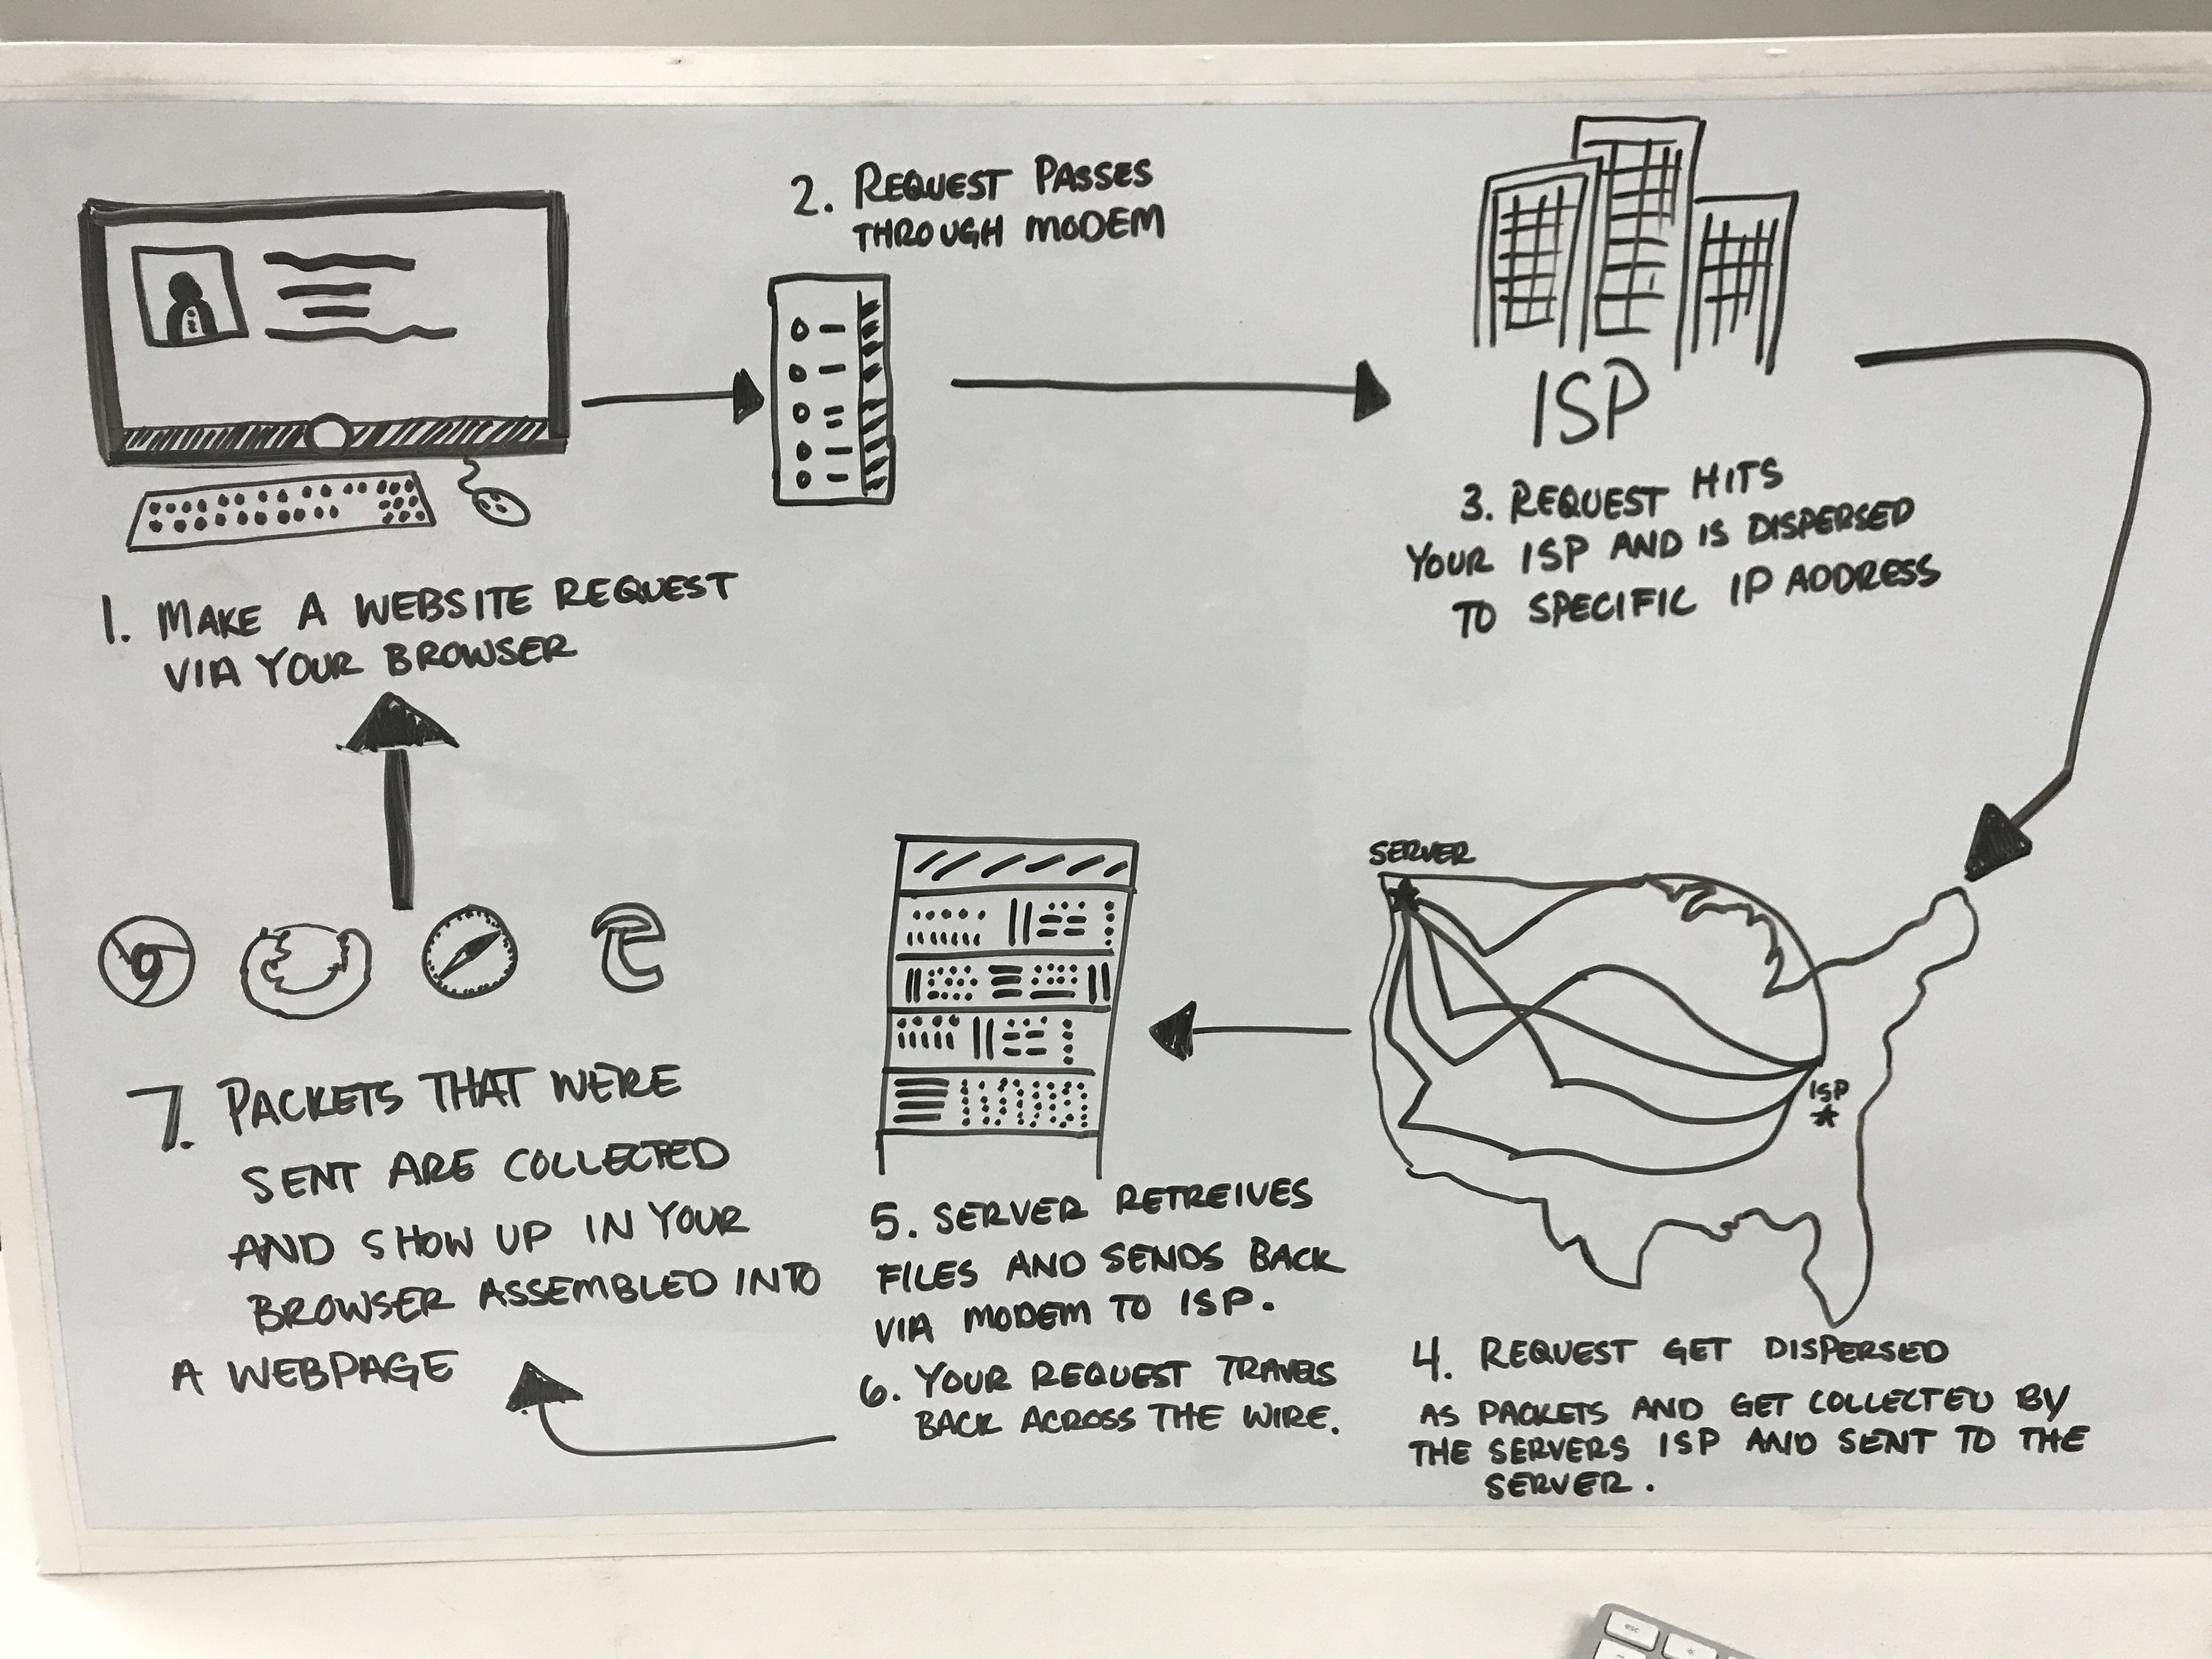 1. MAKE A WEBSITE REQUEST
VIA YOUR BROWSER
2. REQUEST PASSES
THROUGH MODEM
ISP
3. REQUEST HITS
YOUR ISP AND IS DISPERSED
TO SPECIFIC IP ADDRESS
SERVER
ISP
4. REQUEST GET DISPERSED
AS PACKETS AND GET COLLECTED BY
THE SERVERS ISP AND SENT TO THE
SERVER.
5. SERVER RETREIVES
FILES AND SENDS BACK
VIA MODEM TO ISP.
6. YOUR REQUEST TRAVELS
BACK ACROSS THE WIRE.
7. PACKETS THAT WERE
SENT ARE COLLECTED
AND SHOW UP IN YOUR
BROWSER ASSEMBLED INTO
A WEBPAGE
esc